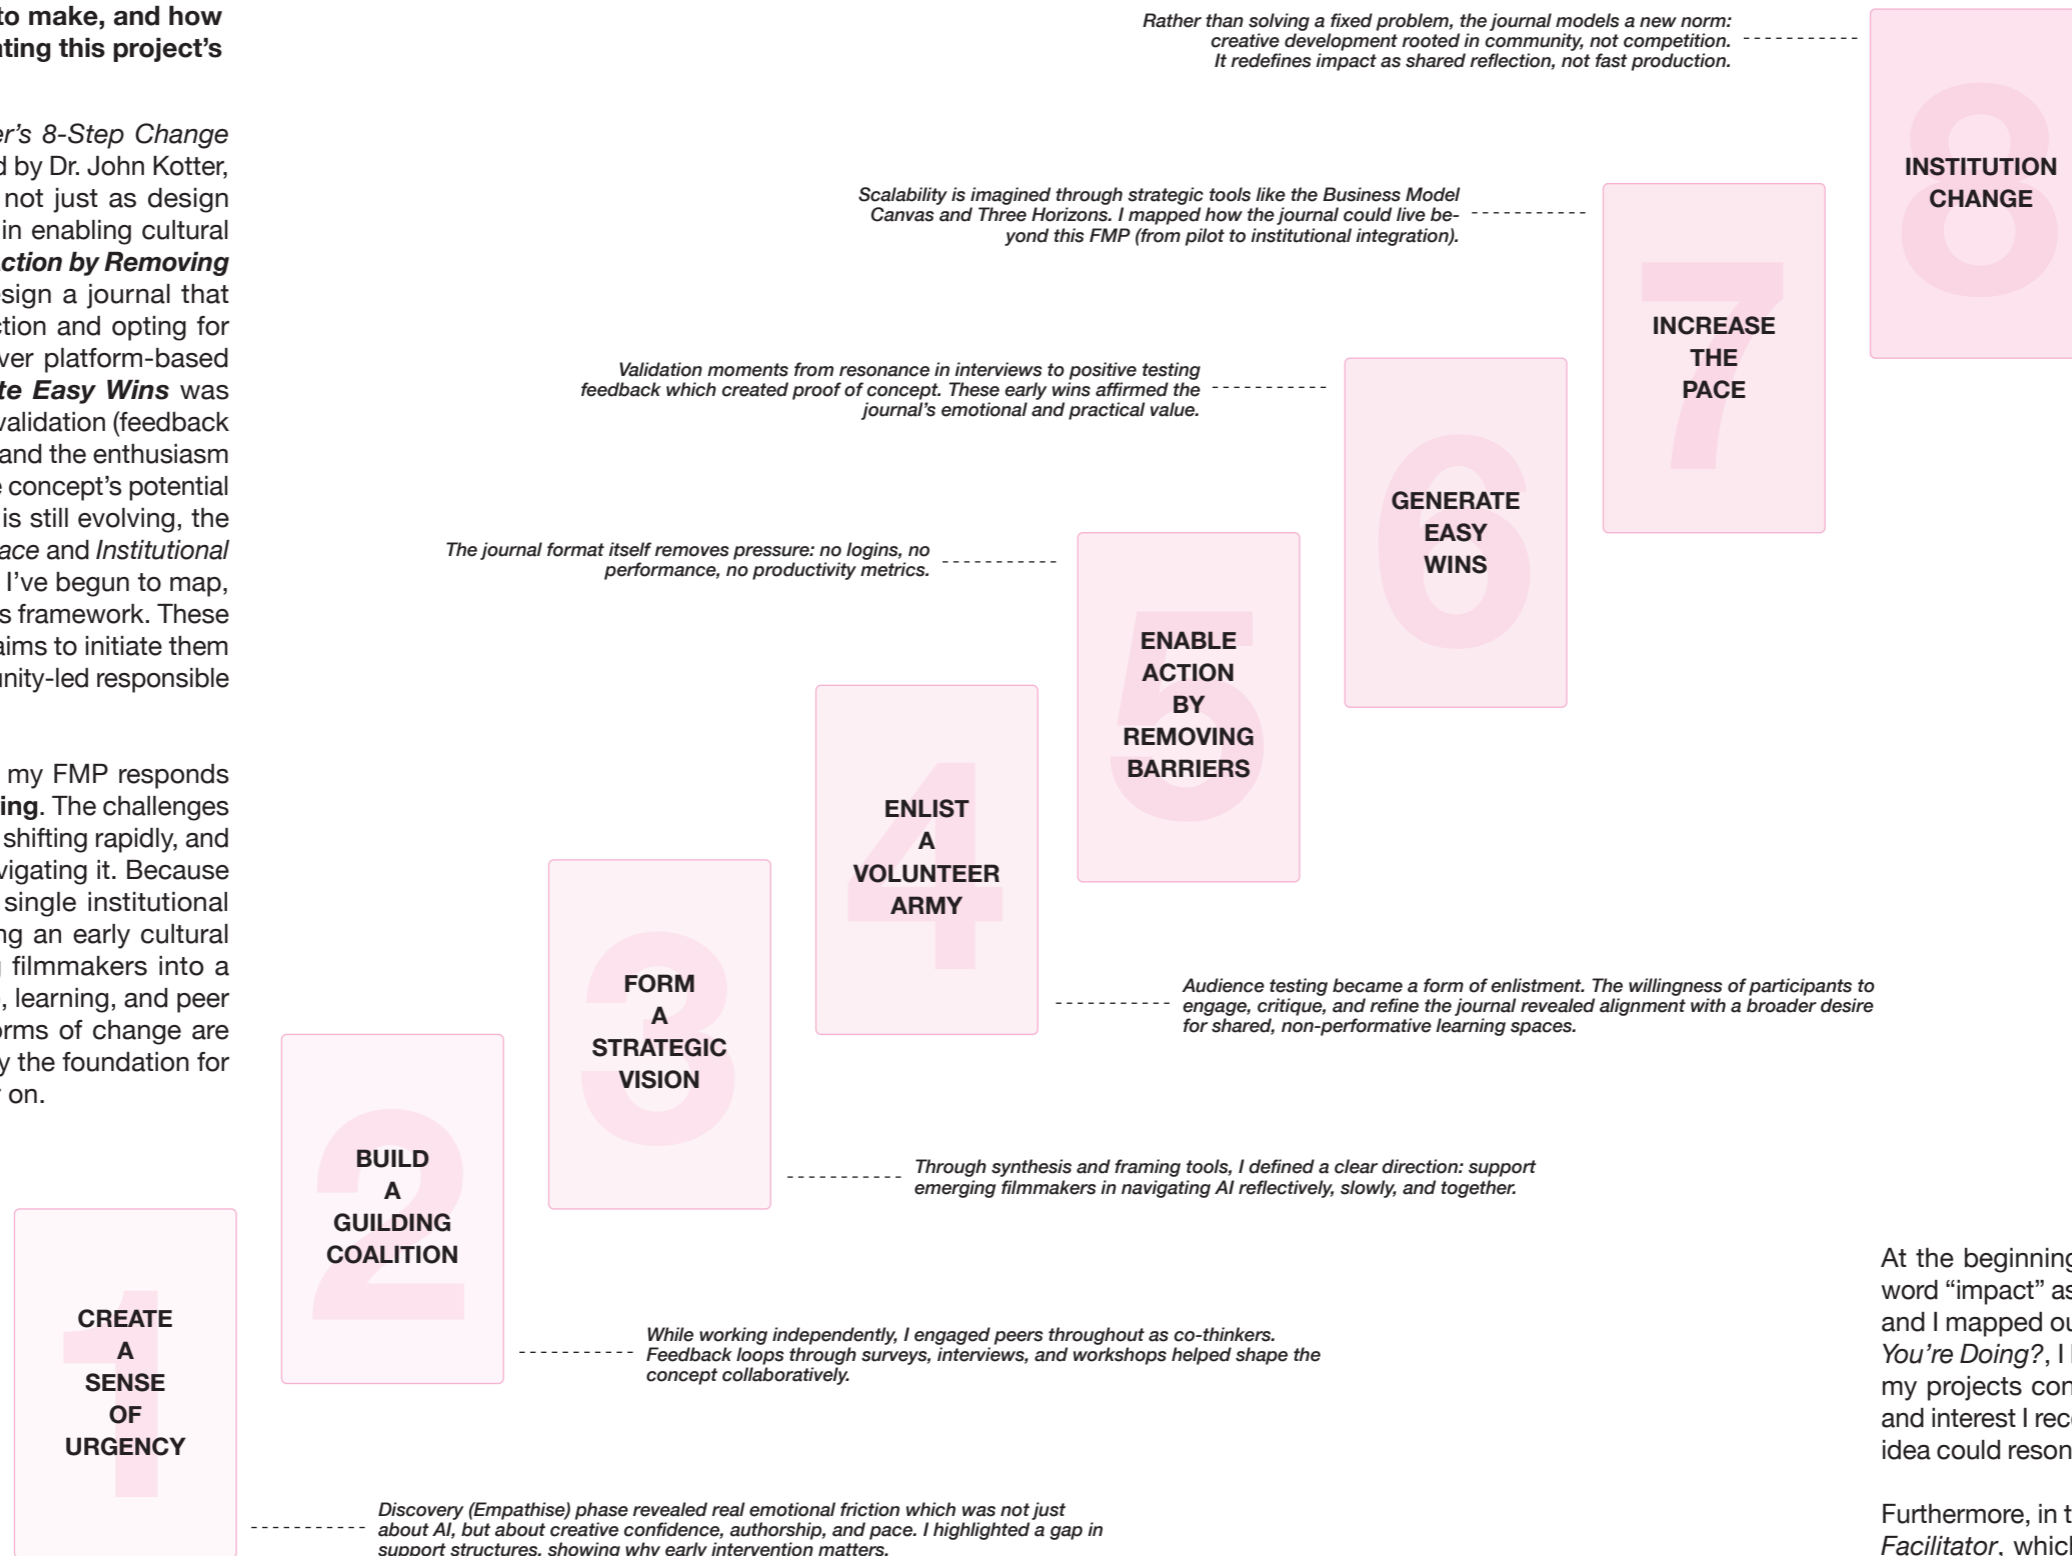 to make, and how
ating this project's
er's 8-Step Change
d by Dr. John Kotter,
not just as design
in enabling cultural
ction by Removing
esign a journal that
ction and opting for
ver platform-based
te Easy Wins was
validation (feedback
and the enthusiasm
e concept's potential
is still evolving, the
ace and Institutional
I've begun to map,
s framework. These
aims to initiate them
unity-led responsible
my FMP responds
ing. The challenges
shifting rapidly, and
vigating it. Because
single institutional
ng an early cultural
g filmmakers into a
, learning, and peer
orms of change are
y the foundation for
r on.
1
CREATE
A
SENSE
OF
URGENCY
Discovery (Empathise) phase revealed real emotional friction which was not just
about AI, but about creative confidence, authorship, and pace. I highlighted a gap in
support structures, showing why early intervention matters.
2
BUILD
A
GUILDING
COALITION
While working independently, I engaged peers throughout as co-thinkers.
Feedback loops through surveys, interviews, and workshops helped shape the
concept collaboratively.
3
FORM
A
STRATEGIC
VISION
Through synthesis and framing tools, I defined a clear direction: support
emerging filmmakers in navigating AI reflectively, slowly, and together.
4
ENLIST
A
VOLUNTEER
ARMY
Audience testing became a form of enlistment. The willingness of participants to
engage, critique, and refine the journal revealed alignment with a broader desire
for shared, non-performative learning spaces.
5
ENABLE
ACTION
BY
REMOVING
BARRIERS
The journal format itself removes pressure: no logins, no
performance, no productivity metrics.
6
GENERATE
EASY
WINS
Validation moments from resonance in interviews to positive testing
feedback which created proof of concept. These early wins affirmed the
journal's emotional and practical value.
7
INCREASE
THE
PACE
Scalability is imagined through strategic tools like the Business Model
Canvas and Three Horizons. I mapped how the journal could live be-
yond this FMP (from pilot to institutional integration).
8
INSTITUTION
CHANGE
Rather than solving a fixed problem, the journal models a new norm:
creative development rooted in community, not competition.
It redefines impact as shared reflection, not fast production.
At the beginning
word “impact” as
and I mapped ou
You're Doing?, I
my projects con
and interest I rec
idea could reson
Furthermore, in t
Facilitator, which